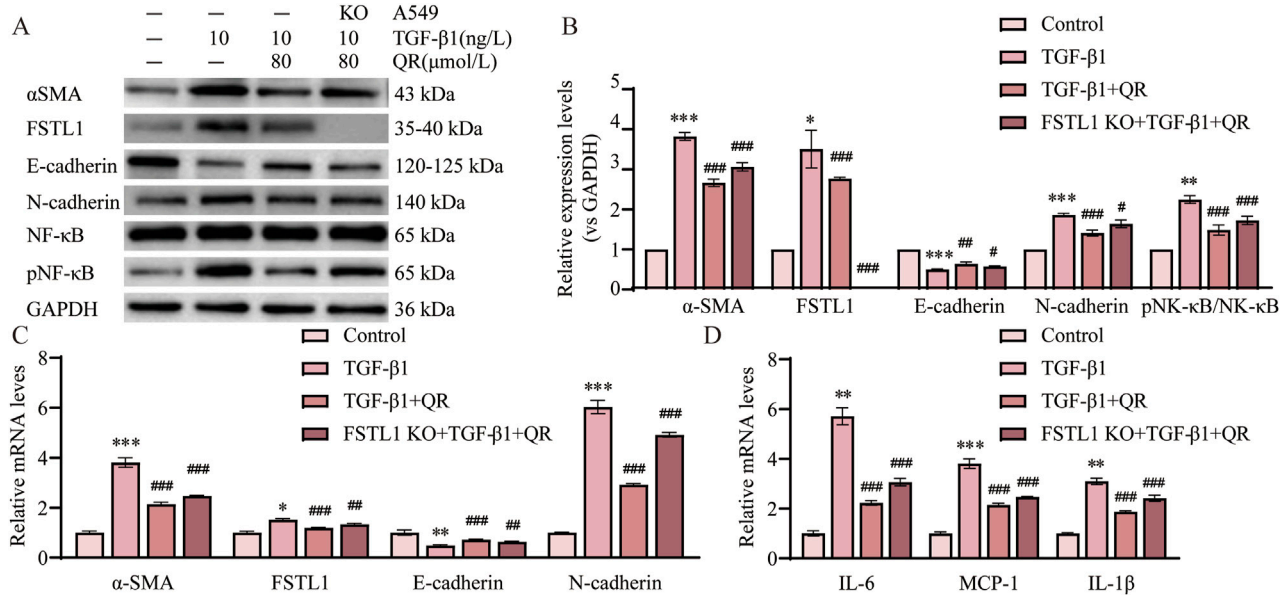 A
— — — KO A549
— 10 10 10 TGF-β1(ng/L)
— — 80 80 QR(μmol/L)
αSMA 43 kDa
FSTL1 35-40 kDa
E-cadherin 120-125 kDa
N-cadherin 140 kDa
NF-κB 65 kDa
pNF-κB 65 kDa
GAPDH 36 kDa
B
Control
TGF-β1
TGF-β1+QR
FSTL1 KO+TGF-β1+QR
Relative expression levels
(vs GAPDH)
5
4
3
2
1
0
*** ### ###
* ### ###
*** ## #
*** ### #
** ### ###
α-SMA FSTL1 E-cadherin N-cadherin pNK-κB/NK-κB
C
Control
TGF-β1
TGF-β1+QR
FSTL1 KO+TGF-β1+QR
Relative mRNA leves
8
6
4
2
0
*** ### ###
* ### ##
** ### ##
*** ### ###
α-SMA FSTL1 E-cadherin N-cadherin
D
Control
TGF-β1
TGF-β1+QR
FSTL1 KO+TGF-β1+QR
Relative mRNA leves
8
6
4
2
0
** ### ###
*** ### ###
** ### ###
IL-6 MCP-1 IL-1β